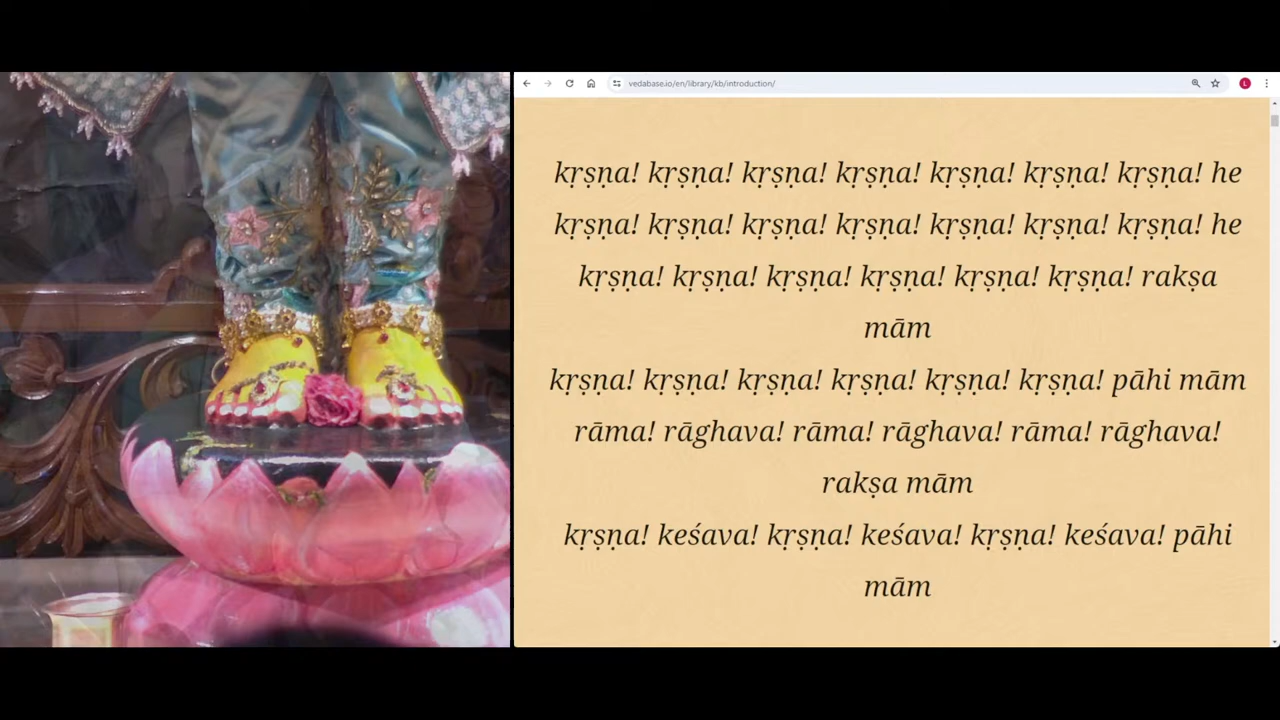 vedabase.io/en/library/kb/introduction/
L
kṛṣṇa! kṛṣṇa! kṛṣṇa! kṛṣṇa! kṛṣṇa! kṛṣṇa! kṛṣṇa! he
kṛṣṇa! kṛṣṇa! kṛṣṇa! kṛṣṇa! kṛṣṇa! kṛṣṇa! kṛṣṇa! he
kṛṣṇa! kṛṣṇa! kṛṣṇa! kṛṣṇa! kṛṣṇa! kṛṣṇa! rakṣa
mām
kṛṣṇa! kṛṣṇa! kṛṣṇa! kṛṣṇa! kṛṣṇa! kṛṣṇa! pāhi mām
rāma! rāghava! rāma! rāghava! rāma! rāghava!
rakṣa mām
kṛṣṇa! keśava! kṛṣṇa! keśava! kṛṣṇa! keśava! pāhi
mām